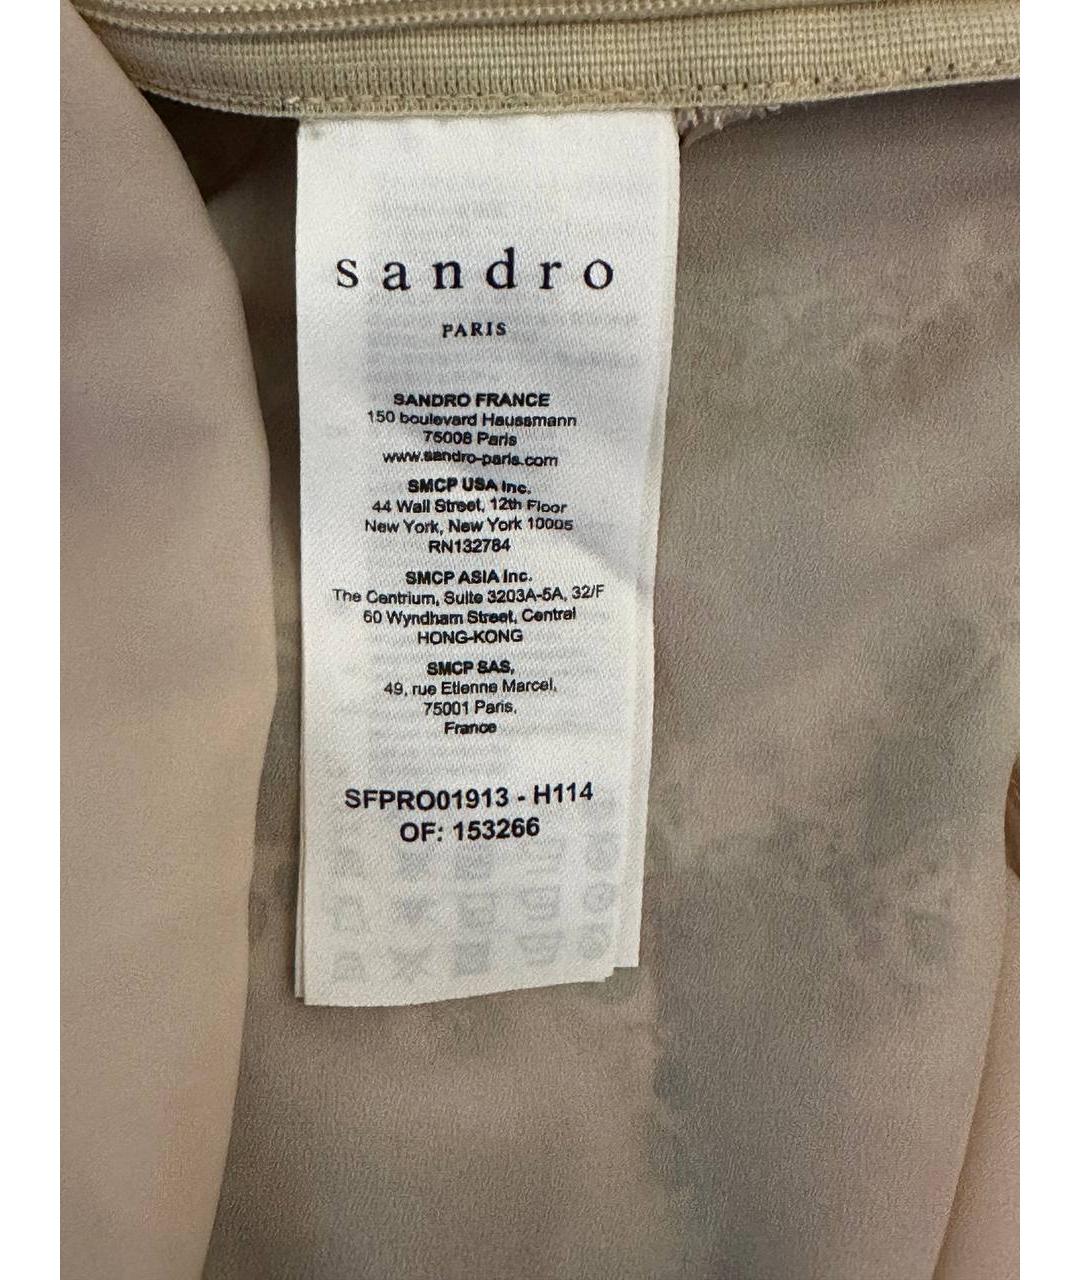 sandro
PARIS
SANDRO FRANCE
150 boulevard Haussmann
75008 Paris
www.sandro-paris.com
SMCP USA Inc.
44 Wall Street, 12th Floor
New York, New York 10005
RN132784
SMCP ASIA Inc.
The Centrium, Suite 3203A-5A, 32/F
60 Wyndham Street, Central
HONG-KONG
SMCP SAS,
49, rue Etienne Marcel,
75001 Paris,
France
SFPRO01913 - H114
OF: 153266